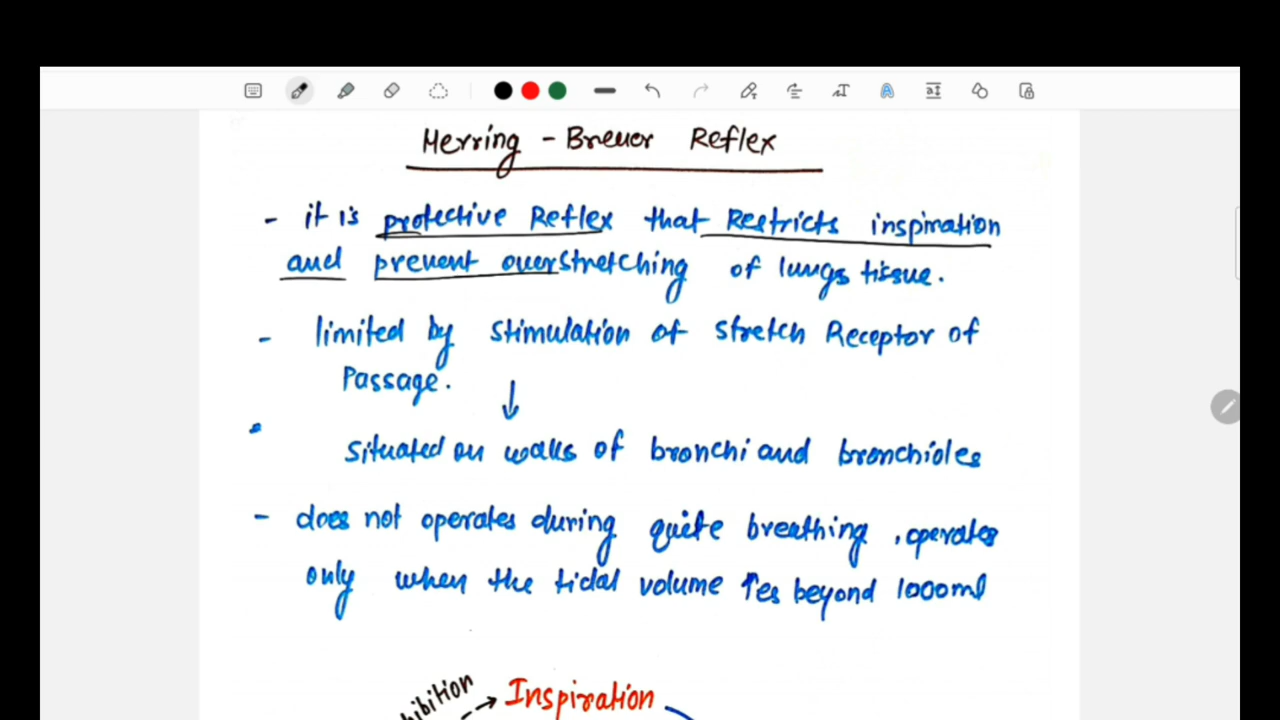 Herring - Breuor Reflex
- it is protective Reflex that Restricts inspiration
and prevent overstretching of lungs tissue.
- limited by stimulation of stretch Receptor of
Passage. ↓
situated on walls of bronchi and bronchioles
- does not operates during quite breathing, operates
only when the tidal volume ↑es beyond 1000ml
hibition → Inspiration